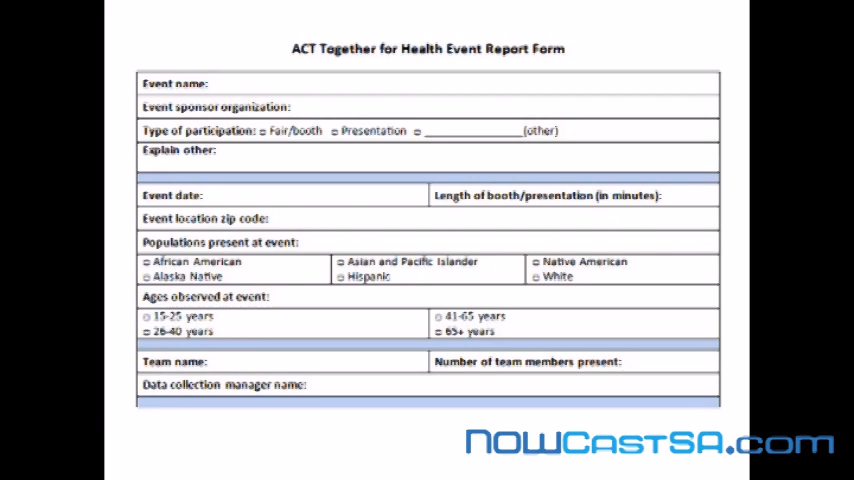 ACT Together for Health Event Report Form
Event name:
Event sponsor organization:
Type of participation: □ Fair/booth □ Presentation □ _______________(other)
Explain other:
Event date: Length of booth/presentation (in minutes):
Event location zip code:
Populations present at event:
□ African American □ Asian and Pacific Islander □ Native American
□ Alaska Native □ Hispanic □ White
Ages observed at event:
□ 15-25 years □ 41-65 years
□ 26-40 years □ 65+ years
Team name: Number of team members present:
Data collection manager name:
NOWCASTSA.com